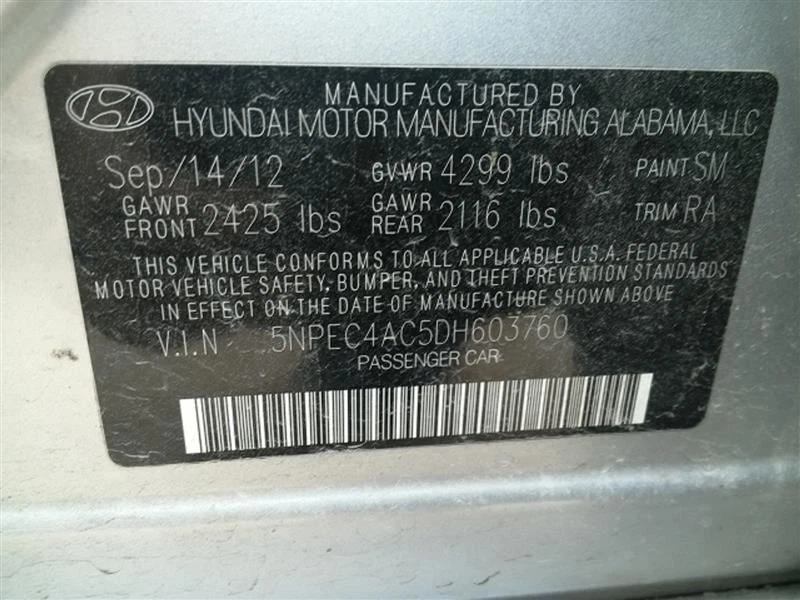 MANUFACTURED BY
HYUNDAI MOTOR MANUFACTURING ALABAMA, LLC
Sep/14/12 GVWR 4299 lbs PAINT SM
GAWR FRONT 2425 lbs GAWR REAR 2116 lbs TRIM RA
THIS VEHICLE CONFORMS TO ALL APPLICABLE U.S.A. FEDERAL
MOTOR VEHICLE SAFETY, BUMPER, AND THEFT PREVENTION STANDARDS
IN EFFECT ON THE DATE OF MANUFACTURE SHOWN ABOVE.
V.I.N 5NPEC4AC5DH603760
PASSENGER CAR